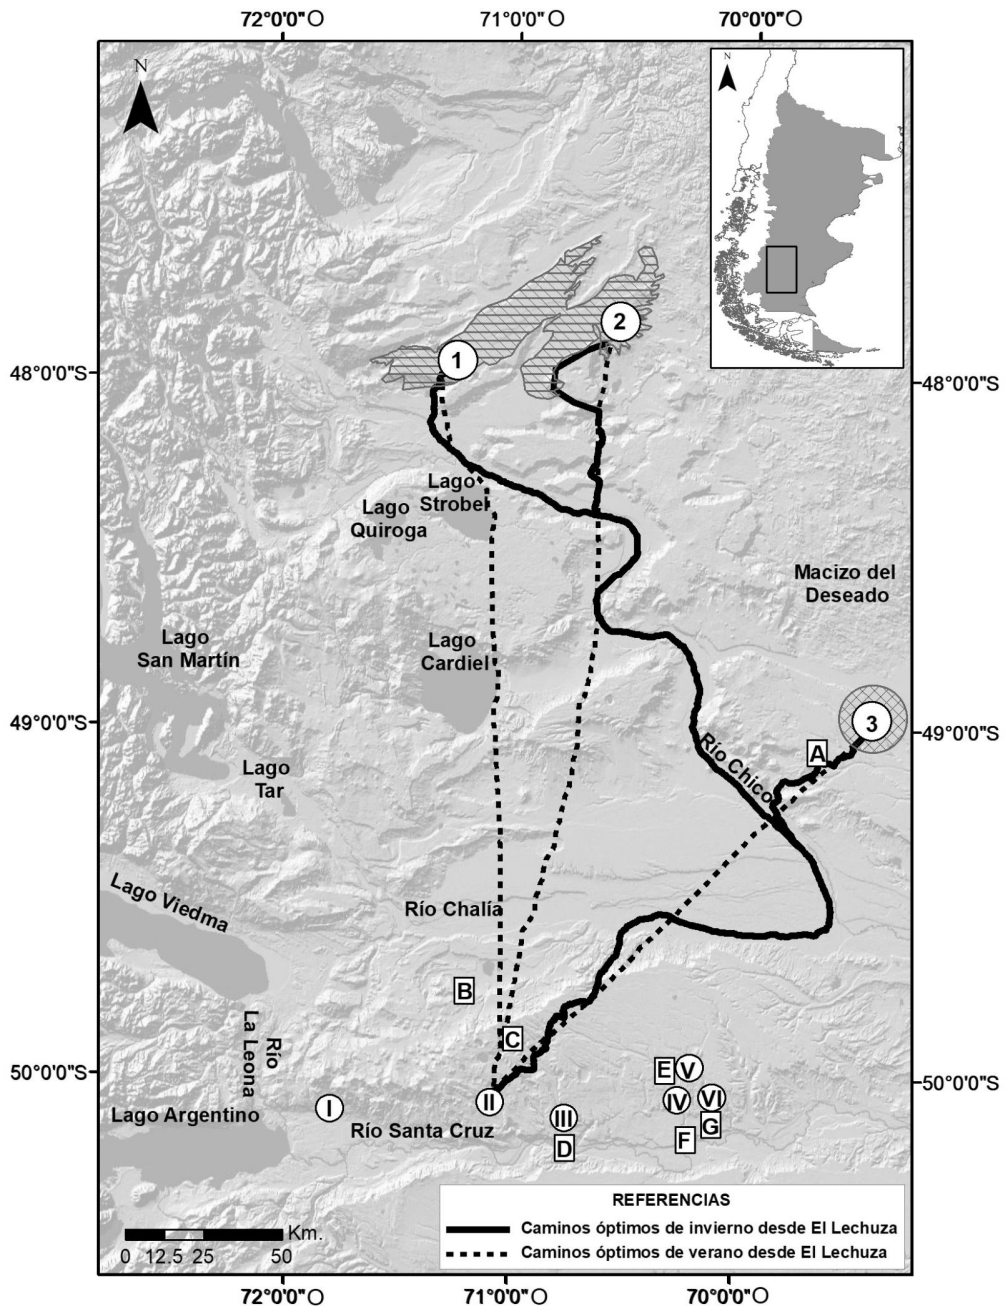 72°0'0"O 71°0'0"O 70°0'0"O
N
N
2
1
48°0'0"S
48°0'0"S
Lago
Strobel
Lago
Quiroga
Macizo del
Deseado
Lago
San Martín
Lago
Cardiel
49°0'0"S
3
49°0'0"S
A
Río Chico
Lago
Tar
Lago Viedma
Río Chalía
B
C
Río
La Leona
50°0'0"S
E V
50°0'0"S
I
II
IV VI
Lago Argentino
III
G
Río Santa Cruz
D
F
REFERENCIAS
Caminos óptimos de invierno desde El Lechuza
Caminos óptimos de verano desde El Lechuza
Km.
0 12.5 25 50
72°0'0"O 71°0'0"O 70°0'0"O